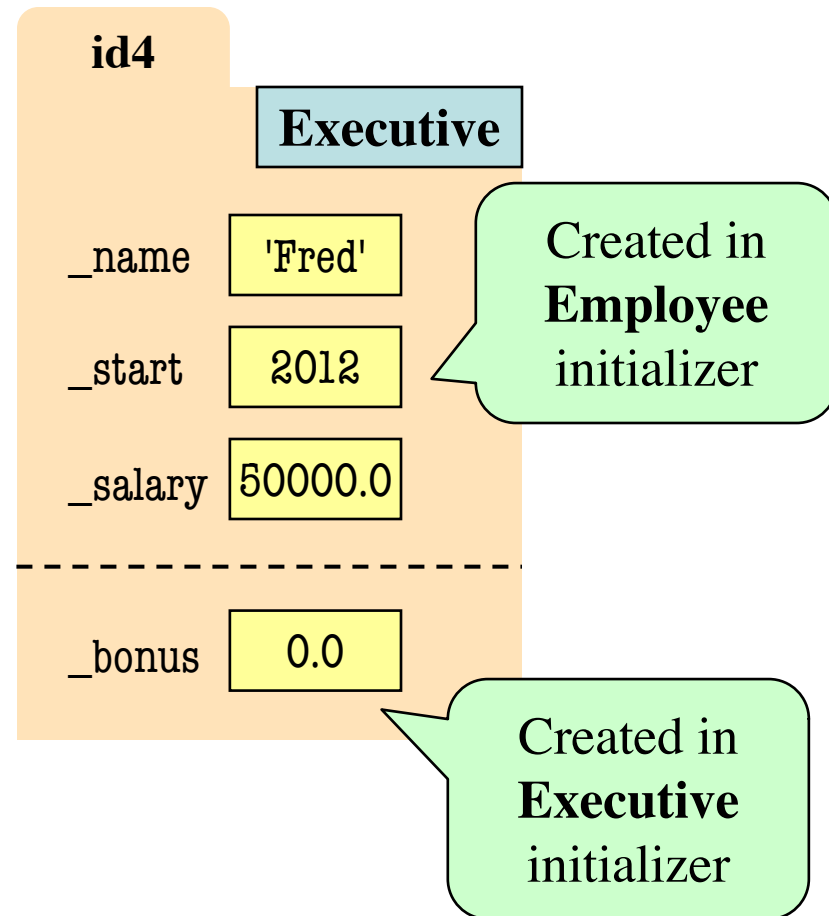 id4
Executive
_name 'Fred'
_start 2012
_salary 50000.0
Created in
Employee
initializer
_bonus 0.0
Created in
Executive
initializer